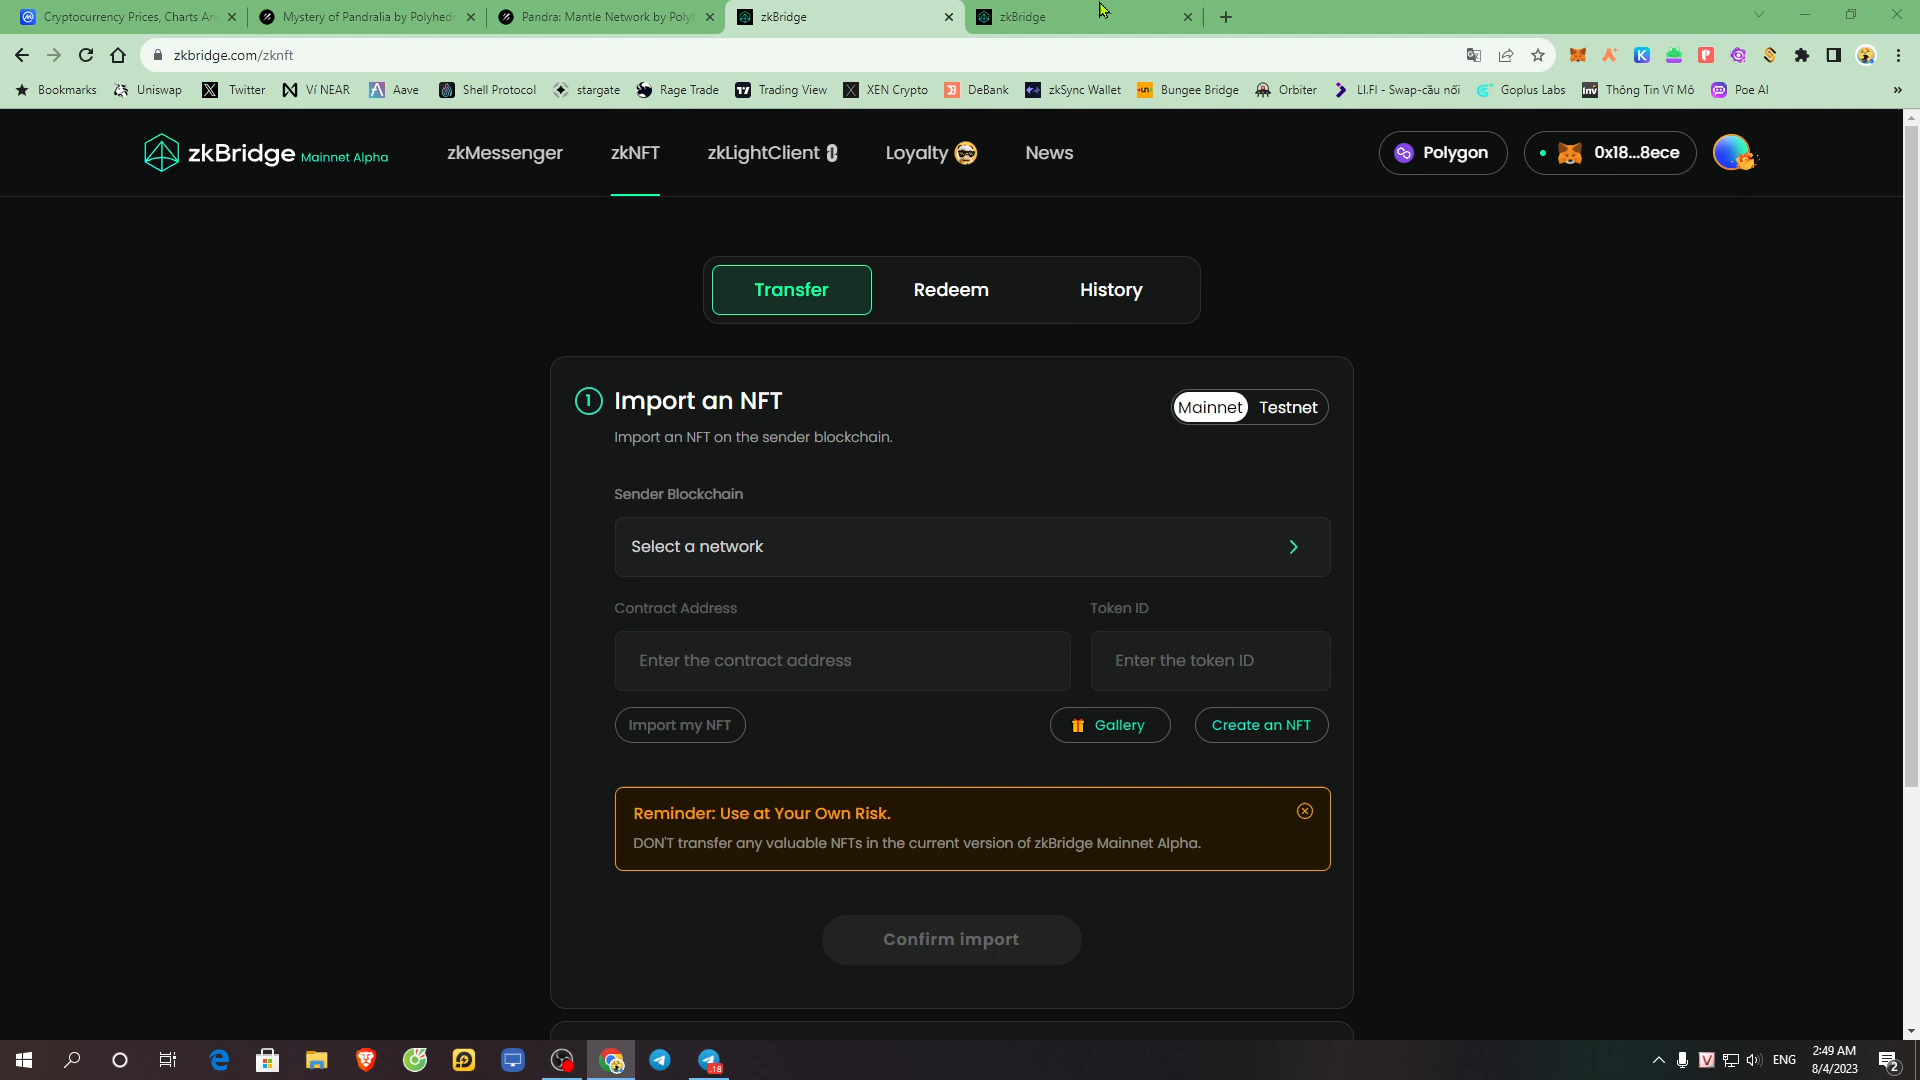 Cryptocurrency Prices, Charts An
Mystery of Pandralia by Polyhedr
Pandra: Mantle Network by Polyh
zkBridge
zkBridge
zkbridge.com/zknft
Bookmarks
Uniswap
Twitter
Ví NEAR
Aave
Shell Protocol
stargate
Rage Trade
Trading View
XEN Crypto
DeBank
zkSync Wallet
Bungee Bridge
Orbiter
LI.FI - Swap-cầu nối
Goplus Labs
Thông Tin Vĩ Mô
Poe AI
»
zkBridge Mainnet Alpha
zkMessenger
zkNFT
zkLightClient
Loyalty
News
Polygon
0x18...8ece
Transfer
Redeem
History
1 Import an NFT
Mainnet Testnet
Import an NFT on the sender blockchain.
Sender Blockchain
Select a network
Contract Address
Token ID
Enter the contract address
Enter the token ID
Import my NFT
Gallery
Create an NFT
Reminder: Use at Your Own Risk.
DON'T transfer any valuable NFTs in the current version of zkBridge Mainnet Alpha.
Confirm import
18
ENG
2:49 AM
8/4/2023
2